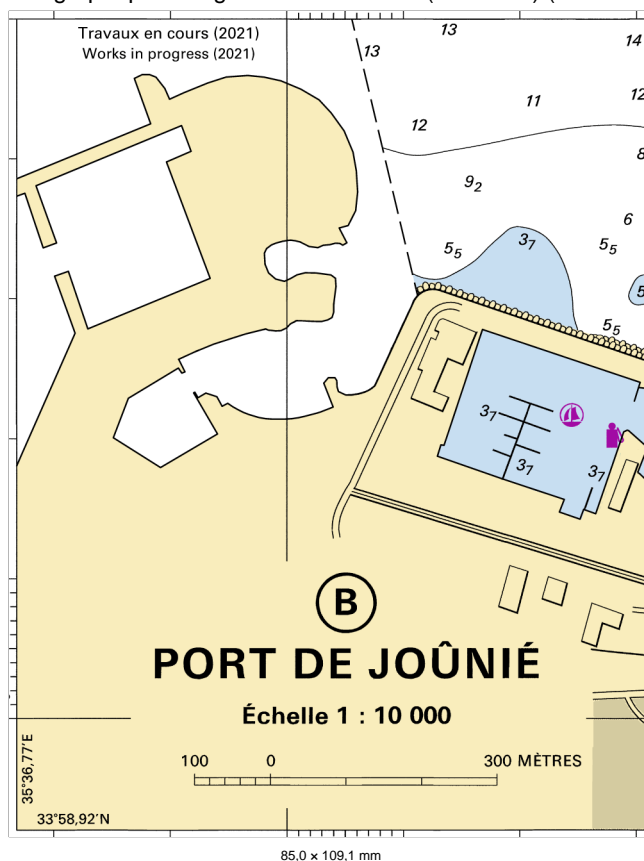 Travaux en cours (2021)
Works in progress (2021)
13
13
14
12
11
12
8
9₂
6
5₅
3₇
5₅
5
5₅
3₇
3₇
3₇
B
PORT DE JOÛNIÉ
Échelle 1 : 10 000
100 0 300 MÈTRES
35°36,77'E
33°58,92'N
85,0 × 109,1 mm